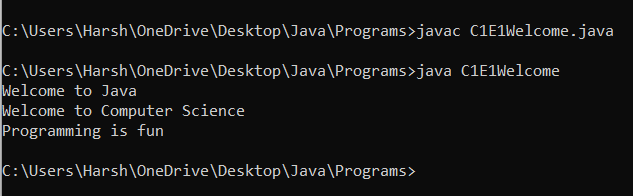 C:\Users\Harsh\OneDrive\Desktop\Java\Programs>javac C1E1Welcome.java
C:\Users\Harsh\OneDrive\Desktop\Java\Programs>java C1E1Welcome
Welcome to Java
Welcome to Computer Science
Programming is fun
C:\Users\Harsh\OneDrive\Desktop\Java\Programs>